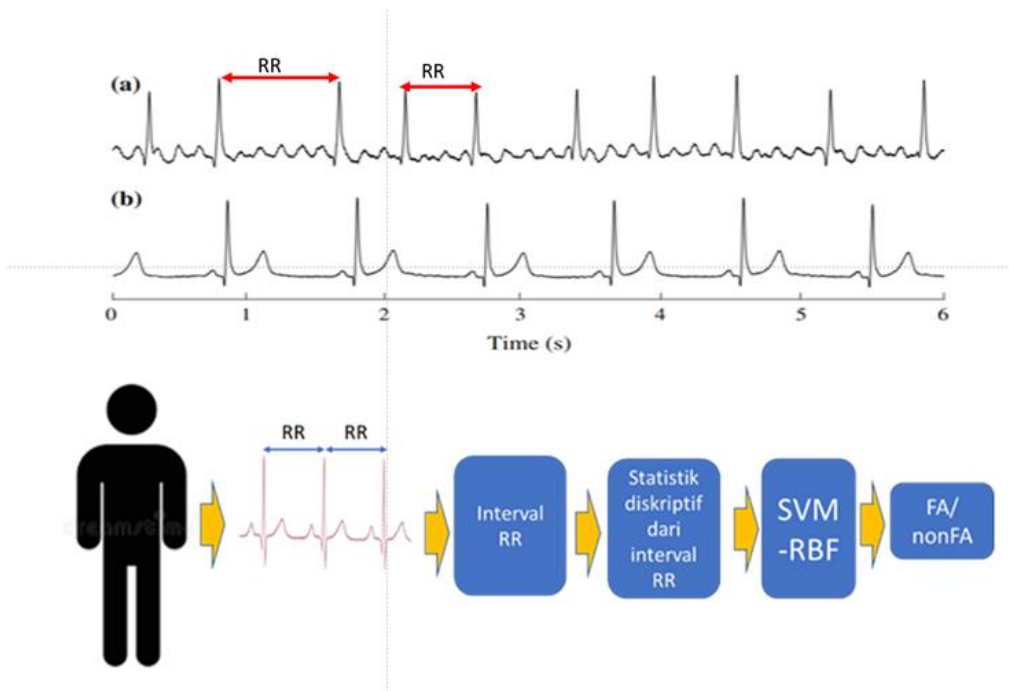 RR
RR
(a)
(b)
0 1 2 3 4 5 6
Time (s)
RR RR
Interval
RR
Statistik
diskriptif
dari
interval
RR
SVM
-RBF
FA/
nonFA